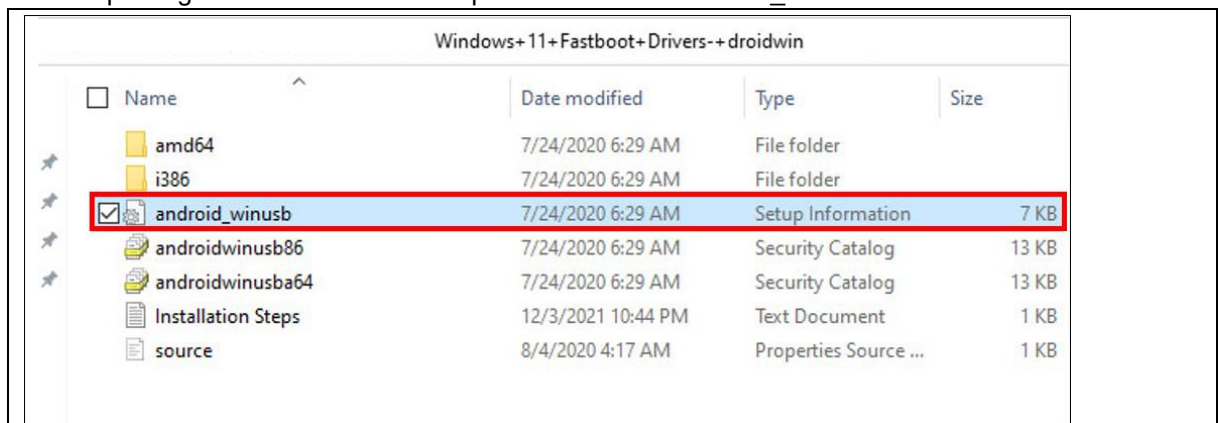 Windows+11+Fastboot+Drivers-+droidwin
Name Date modified Type Size
amd64 7/24/2020 6:29 AM File folder
i386 7/24/2020 6:29 AM File folder
android_winusb 7/24/2020 6:29 AM Setup Information 7 KB
androidwinusb86 7/24/2020 6:29 AM Security Catalog 13 KB
androidwinusba64 7/24/2020 6:29 AM Security Catalog 13 KB
Installation Steps 12/3/2021 10:44 PM Text Document 1 KB
source 8/4/2020 4:17 AM Properties Source ... 1 KB